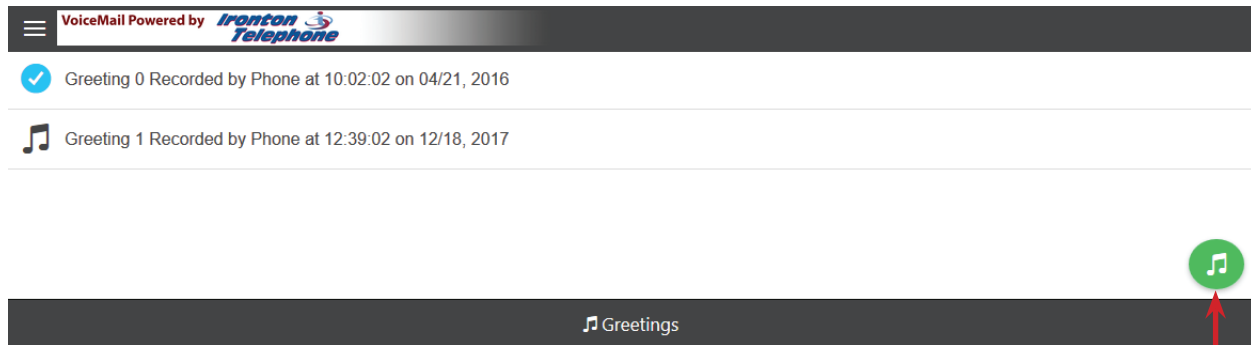 VoiceMail Powered by Ironton
Telephone
Greeting 0 Recorded by Phone at 10:02:02 on 04/21, 2016
Greeting 1 Recorded by Phone at 12:39:02 on 12/18, 2017
Greetings